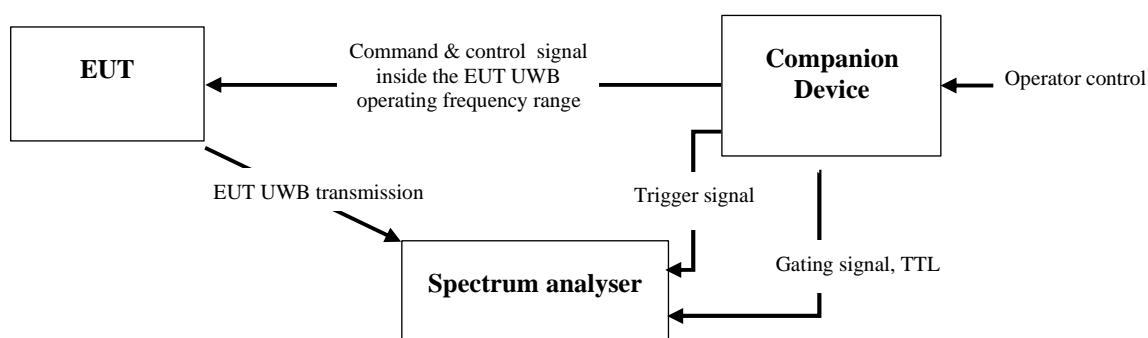 EUT
Command & control signal
inside the EUT UWB
operating frequency range
Companion
Device
Operator control
EUT UWB transmission
Trigger signal
Gating signal, TTL
Spectrum analyser